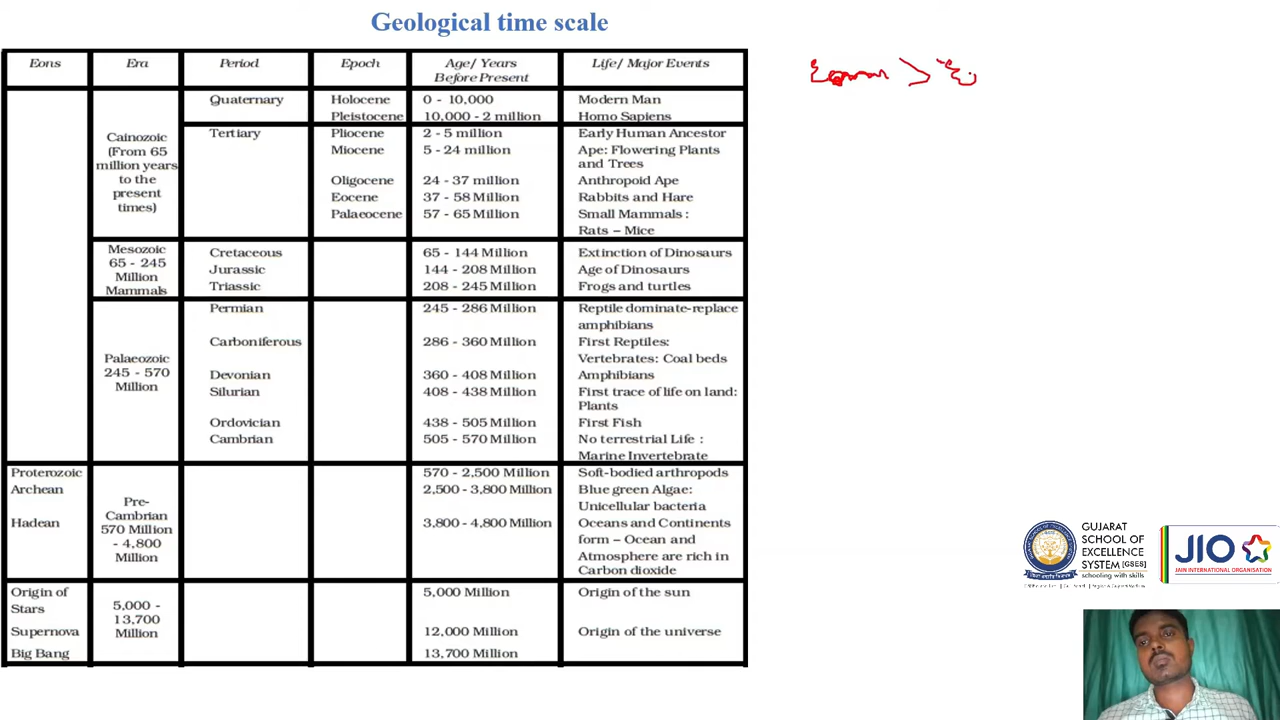 Geological time scale
Eons Era Period Epoch Age/ Years Before Present Life/ Major Events
Cainozoic (From 65 million years to the present times)
Quaternary Holocene 0 - 10,000 Modern Man
Pleistocene 10,000 - 2 million Homo Sapiens
Tertiary Pliocene 2 - 5 million Early Human Ancestor
Miocene 5 - 24 million Ape: Flowering Plants and Trees
Oligocene 24 - 37 million Anthropoid Ape
Eocene 37 - 58 Million Rabbits and Hare
Palaeocene 57 - 65 Million Small Mammals : Rats – Mice
Mesozoic 65 - 245 Million Mammals
Cretaceous 65 - 144 Million Extinction of Dinosaurs
Jurassic 144 - 208 Million Age of Dinosaurs
Triassic 208 - 245 Million Frogs and turtles
Palaeozoic 245 - 570 Million
Permian 245 - 286 Million Reptile dominate-replace amphibians
Carboniferous 286 - 360 Million First Reptiles: Vertebrates: Coal beds
Devonian 360 - 408 Million Amphibians
Silurian 408 - 438 Million First trace of life on land: Plants
Ordovician 438 - 505 Million First Fish
Cambrian 505 - 570 Million No terrestrial Life : Marine Invertebrate
Pre-Cambrian 570 Million - 4,800 Million
Proterozoic 570 - 2,500 Million Soft-bodied arthropods
Archean 2,500 - 3,800 Million Blue green Algae: Unicellular bacteria
Hadean 3,800 - 4,800 Million Oceans and Continents form – Ocean and Atmosphere are rich in Carbon dioxide
5,000 - 13,700 Million
Origin of Stars 5,000 Million Origin of the sun
Supernova 12,000 Million Origin of the universe
Big Bang 13,700 Million
GUJARAT
SCHOOL OF
EXCELLENCE
SYSTEM [GSES]
schooling with skills
JIO
JAIN INTERNATIONAL ORGANISATION